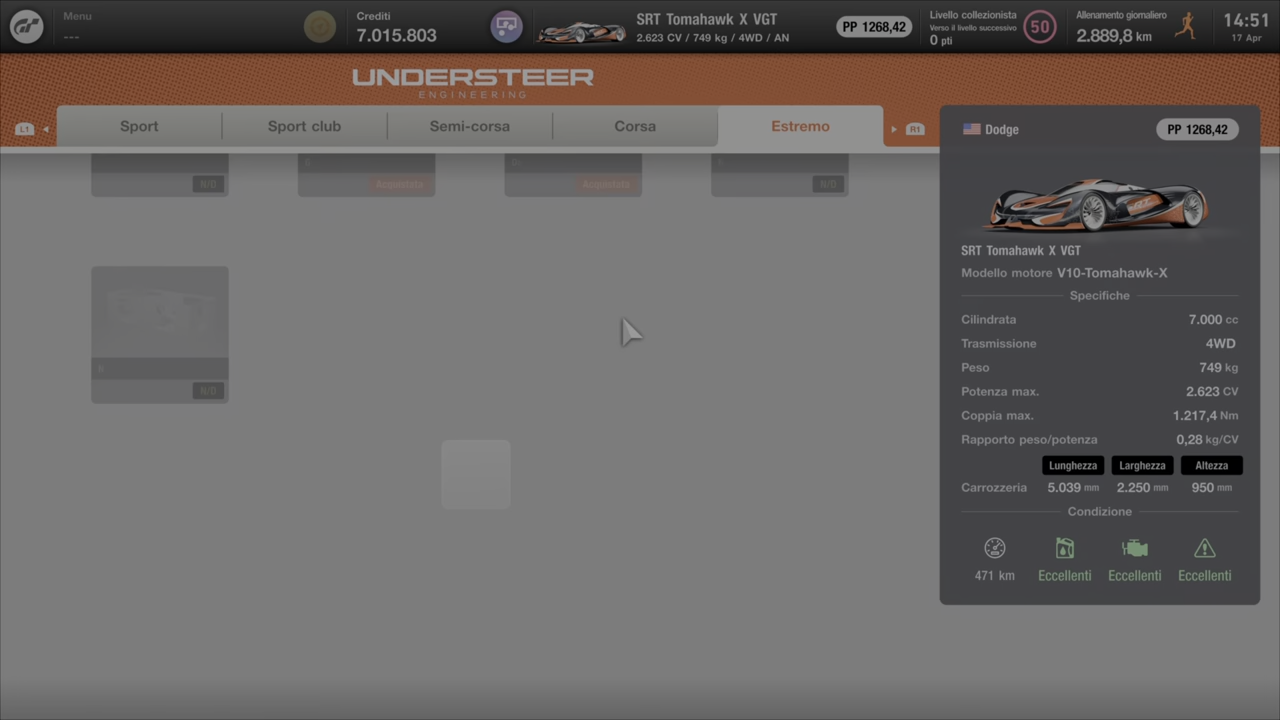 Menu
---
Crediti
7.015.803
SRT Tomahawk X VGT
2.623 CV / 749 kg / 4WD / AN
PP 1268,42
Livello collezionista
Verso il livello successivo
0 pti
50
Allenamento giornaliero
2.889,8 km
14:51
17 Apr
UNDERSTEER
ENGINEERING
L1
Sport
Sport club
Semi-corsa
Corsa
Estremo
R1
N/D
Acquistato
Acquistato
N/D
N/D
Dodge
PP 1268,42
SRT
SRT Tomahawk X VGT
Modello motore V10-Tomahawk-X
Specifiche
Cilindrata 7.000 cc
Trasmissione 4WD
Peso 749 kg
Potenza max. 2.623 CV
Coppia max. 1.217,4 Nm
Rapporto peso/potenza 0,28 kg/CV
Lunghezza Larghezza Altezza
Carrozzeria 5.039 mm 2.250 mm 950 mm
Condizione
471 km Eccellenti Eccellenti Eccellenti